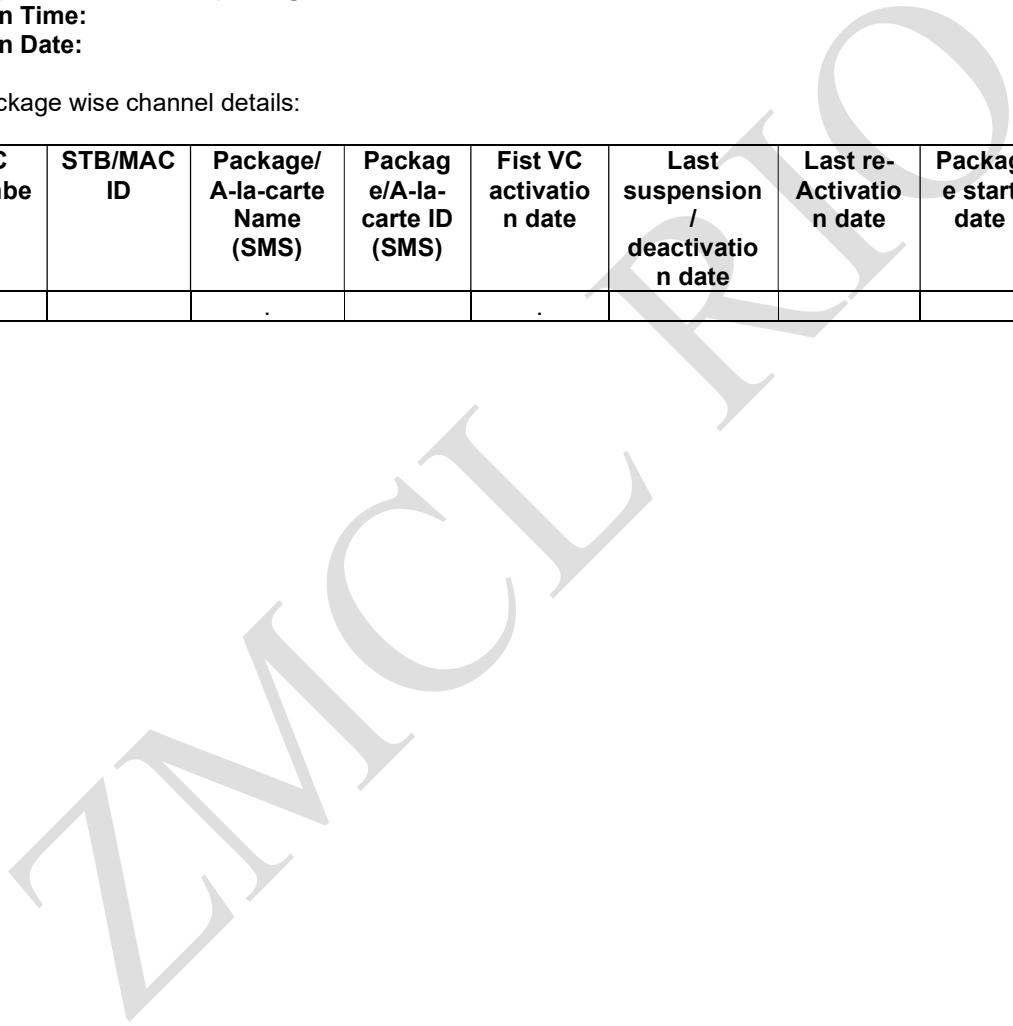 n Time:
n Date:
ckage wise channel details:
C STB/MAC Package/ Packag Fist VC Last Last re- Packag
be ID A-la-carte e/A-la- activatio suspension Activatio e start
Name carte ID n date / n date date
(SMS) (SMS) deactivatio
n date
. .
ZMCL RIO